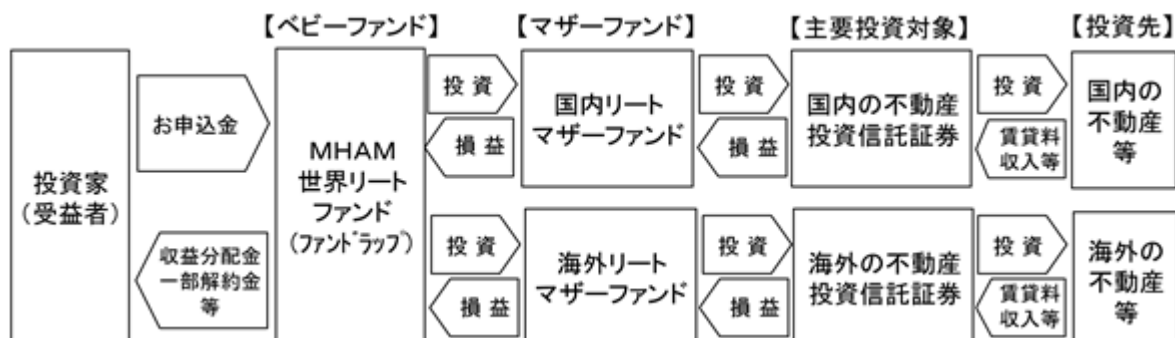 【ベビーファンド】
【マザーファンド】
【主要投資対象】
【投資先】
投資家
(受益者)
お申込金
収益分配金
一部解約金
等
MHAM
世界リート
ファンド
(ファンドラップ)
投 資
損 益
国内リート
マザーファンド
投 資
損 益
国内の不動産
投資信託証券
投 資
賃貸料
収入等
国内の
不動産
等
投 資
損 益
海外リート
マザーファンド
投 資
損 益
海外の不動産
投資信託証券
投 資
賃貸料
収入等
海外の
不動産
等